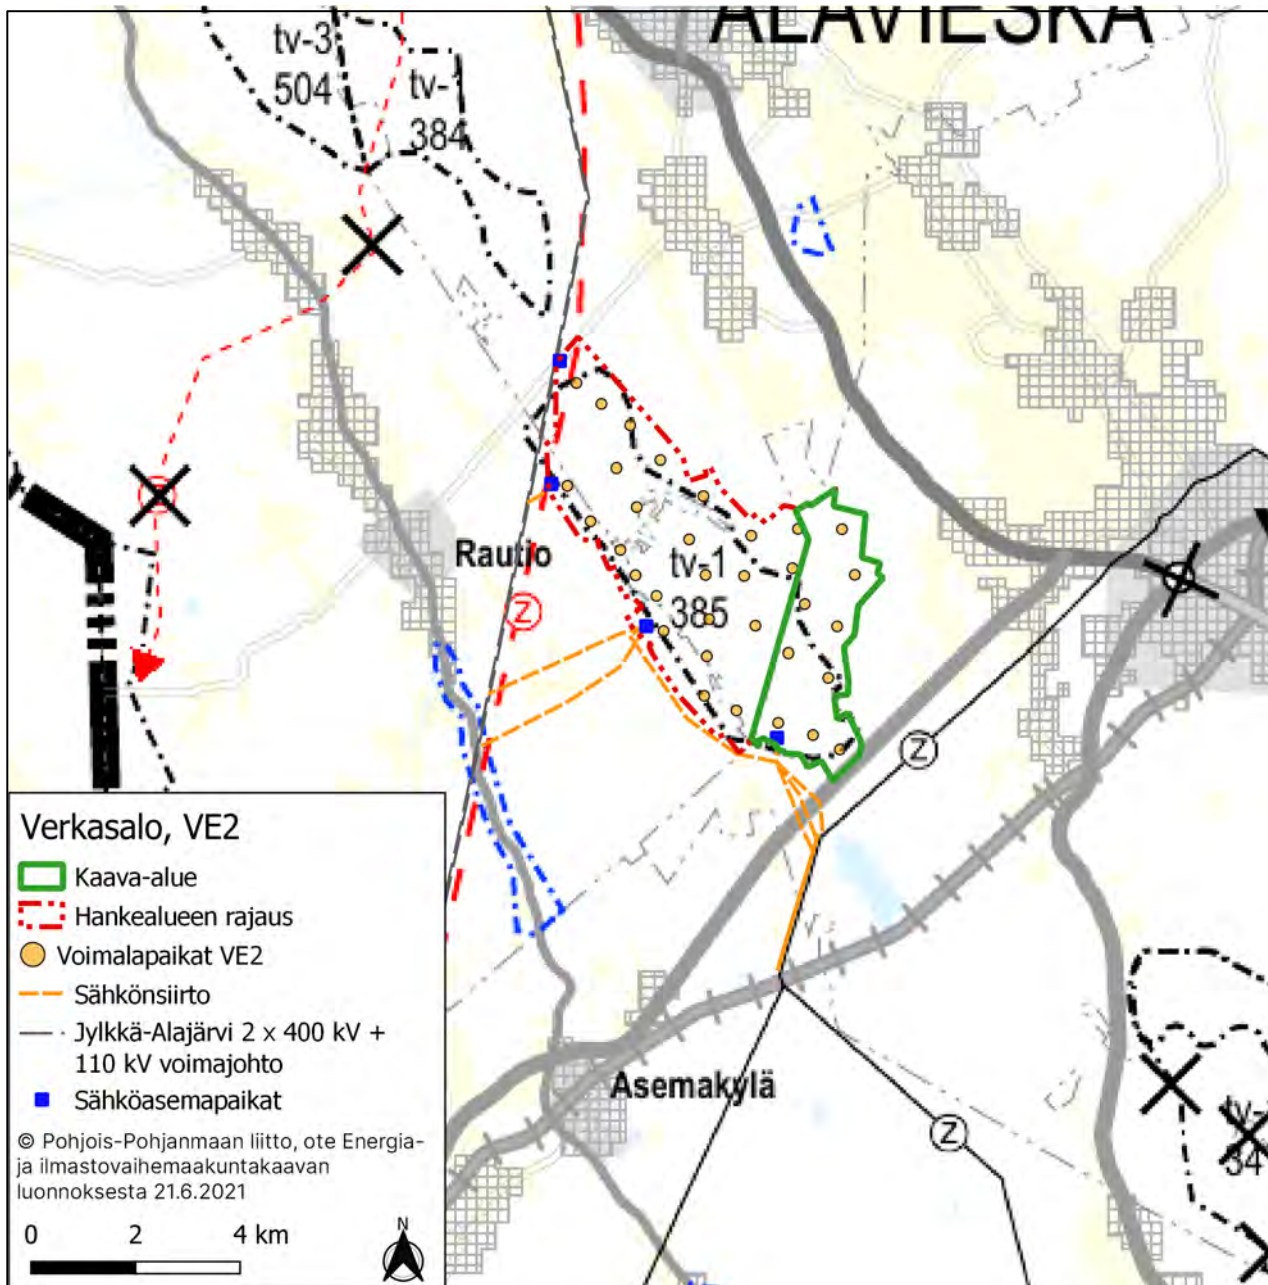 ALAVIESKA
tv-3
504
tv-1
384
Rautio
Z
tv-1
385
Z
Asemakylä
Z
Verkasalo, VE2
Kaava-alue
Hankealueen rajaus
Voimalapaikat VE2
Sähkönsiirto
Jylkkä-Alajärvi 2 x 400 kV +
110 kV voimajohto
Sähköasemapaikat
© Pohjois-Pohjanmaan liitto, ote Energia-
ja ilmastovaihemaakuntakaavan
luonnoksesta 21.6.2021
0 2 4 km
N